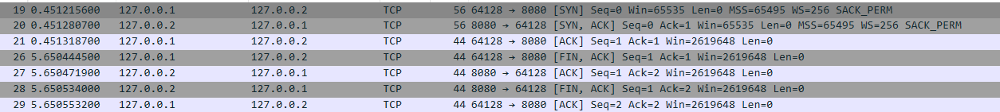 19 0.451215600 127.0.0.1 127.0.0.2 TCP 56 64128 → 8080 [SYN] Seq=0 Win=65535 Len=0 MSS=65495 WS=256 SACK_PERM
20 0.451280700 127.0.0.2 127.0.0.1 TCP 56 8080 → 64128 [SYN, ACK] Seq=0 Ack=1 Win=65535 Len=0 MSS=65495 WS=256 SACK_PERM
21 0.451318700 127.0.0.1 127.0.0.2 TCP 44 64128 → 8080 [ACK] Seq=1 Ack=1 Win=2619648 Len=0
26 5.650444500 127.0.0.1 127.0.0.2 TCP 44 64128 → 8080 [FIN, ACK] Seq=1 Ack=1 Win=2619648 Len=0
27 5.650471900 127.0.0.2 127.0.0.1 TCP 44 8080 → 64128 [ACK] Seq=1 Ack=2 Win=2619648 Len=0
28 5.650534000 127.0.0.2 127.0.0.1 TCP 44 8080 → 64128 [FIN, ACK] Seq=1 Ack=2 Win=2619648 Len=0
29 5.650553200 127.0.0.1 127.0.0.2 TCP 44 64128 → 8080 [ACK] Seq=2 Ack=2 Win=2619648 Len=0